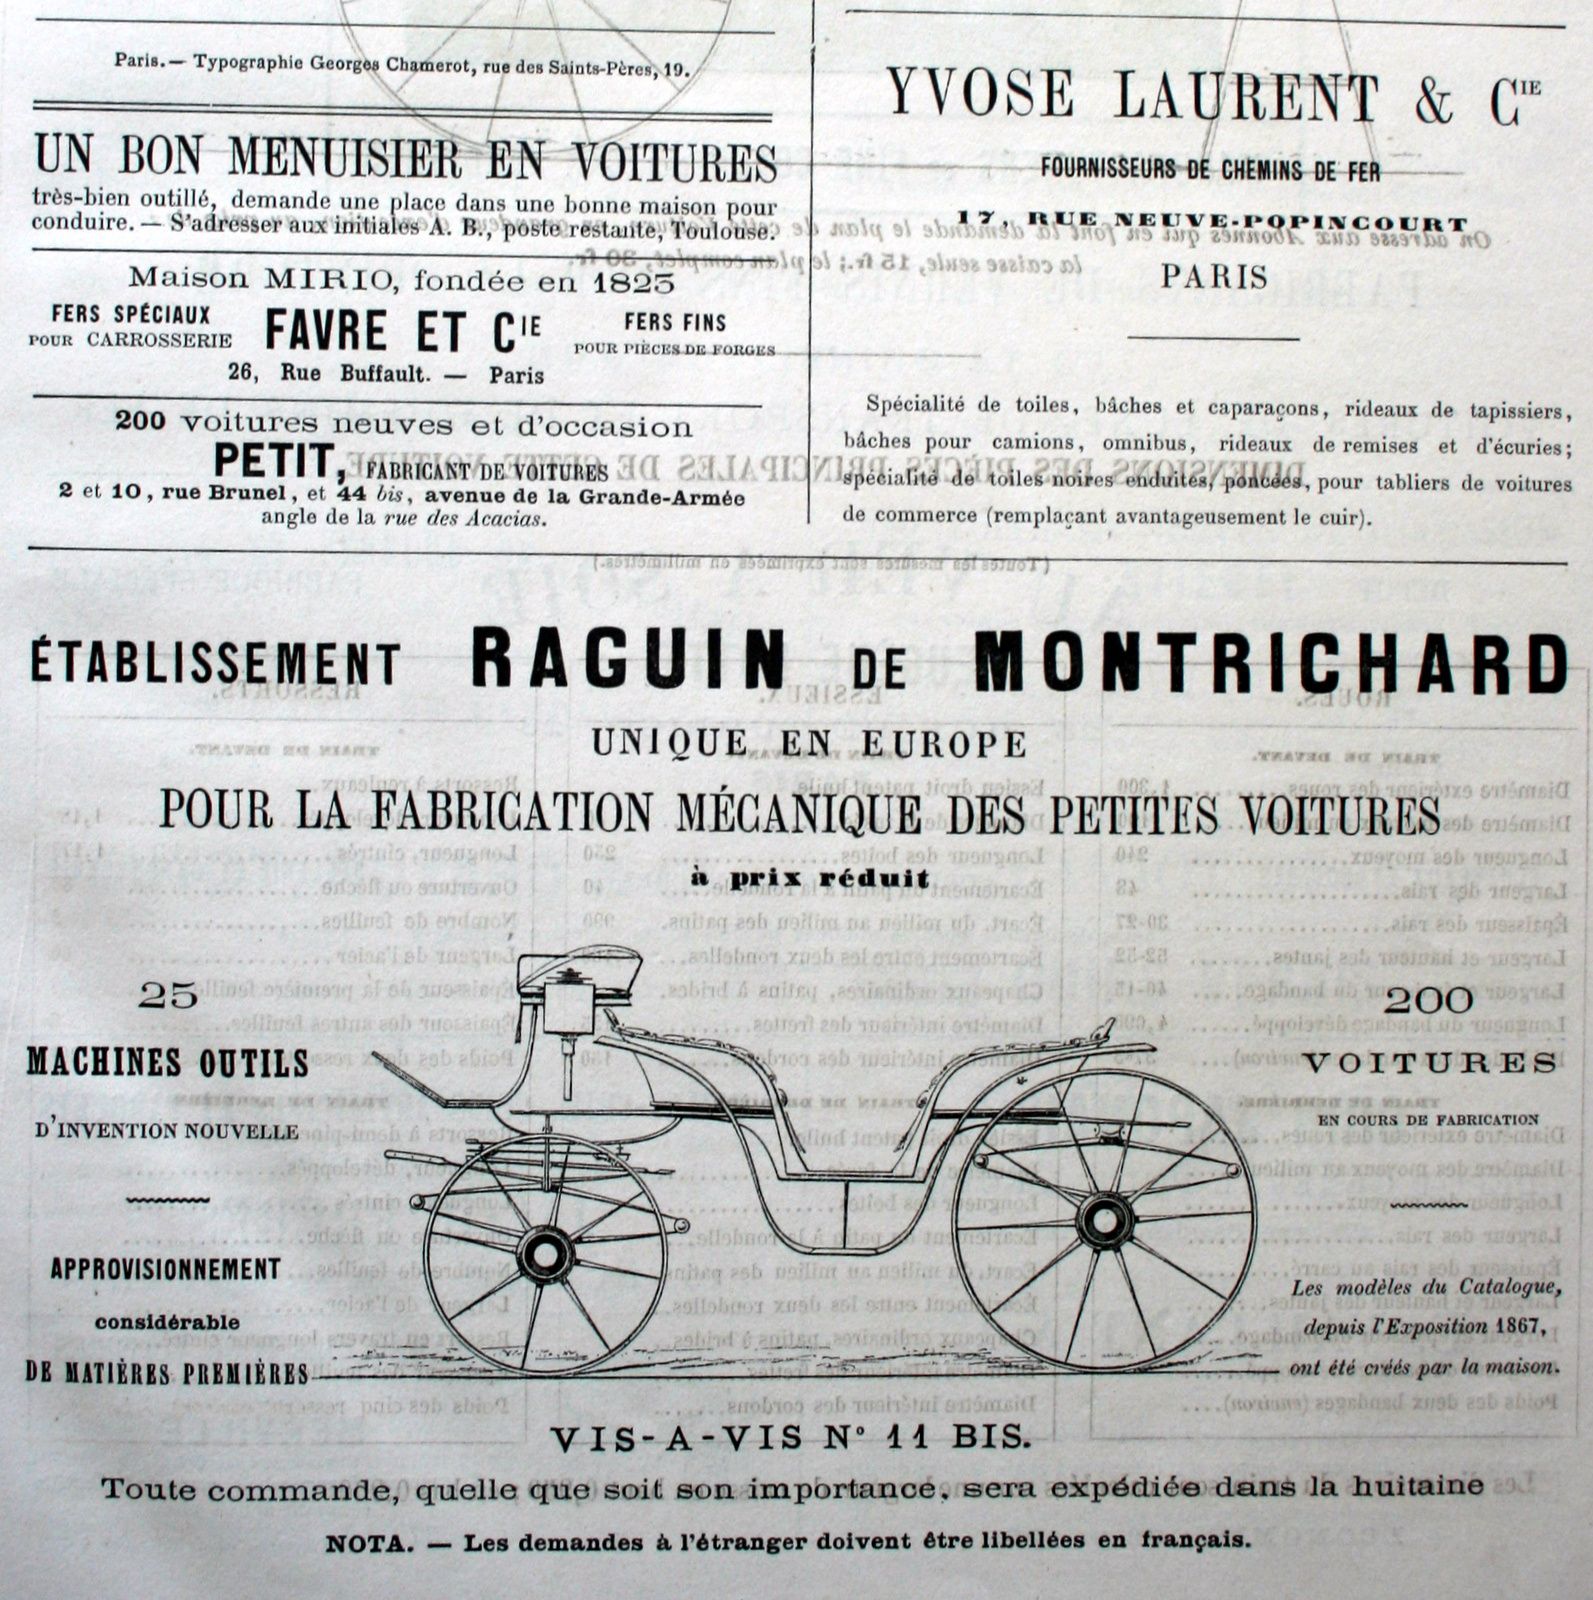 Paris.— Typographie Georges Chamerot, rue des Saints-Pères, 19.
UN BON MENUISIER EN VOITURES
très-bien outillé, demande une place dans une bonne maison pour
conduire. — S'adresser aux initiales A. B., poste restante, Toulouse.
Maison MIRIO, fondée en 1825
FERS SPÉCIAUX
POUR CARROSSERIE
FAVRE ET CIE
FERS FINS
POUR PIÈCES DE FORGES
26, Rue Buffault. — Paris
200 voitures neuves et d'occasion
PETIT, FABRICANT DE VOITURES
2 et 10, rue Brunel, et 44 bis, avenue de la Grande-Armée
angle de la rue des Acacias.
YVOSE LAURENT & CIE
FOURNISSEURS DE CHEMINS DE FER
17, RUE NEUVE-POPINCOURT
PARIS
Spécialité de toiles, bâches et caparaçons, rideaux de tapissiers,
bâches pour camions, omnibus, rideaux de remises et d'écuries;
spécialité de toiles noires enduites, poncées, pour tabliers de voitures
de commerce (remplaçant avantageusement le cuir).
ÉTABLISSEMENT RAGUIN DE MONTRICHARD
UNIQUE EN EUROPE
POUR LA FABRICATION MÉCANIQUE DES PETITES VOITURES
à prix réduit
25
MACHINES OUTILS
D'INVENTION NOUVELLE
APPROVISIONNEMENT
considérable
DE MATIÈRES PREMIÈRES
200
VOITURES
EN COURS DE FABRICATION
Les modèles du Catalogue,
depuis l'Exposition 1867,
ont été créés par la maison.
VIS-A-VIS N° 11 BIS.
Toute commande, quelle que soit son importance, sera expédiée dans la huitaine
NOTA. — Les demandes à l'étranger doivent être libellées en français.